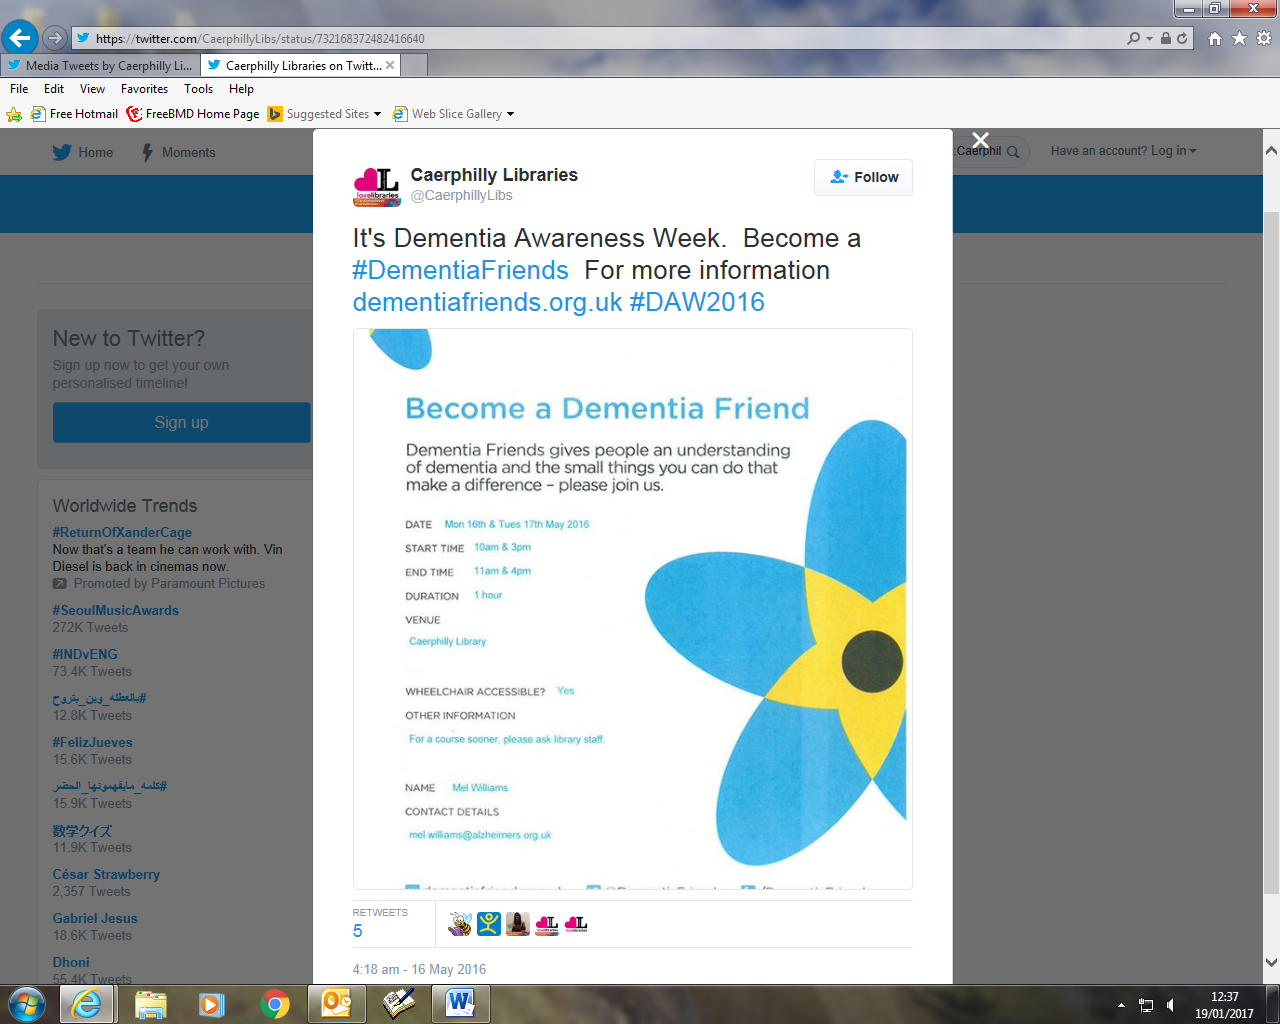 https://twitter.com/CaerphillyLibs/status/732168372482416640
Media Tweets by Caerphilly Li...
Caerphilly Libraries on Twitt...
File Edit View Favorites Tools Help
Free Hotmail FreeBMD Home Page Suggested Sites Web Slice Gallery
Home Moments
:Caerphil
Have an account? Log in
New to Twitter?
Sign up now to get your own
personalised timeline!
Sign up
Worldwide Trends
#ReturnOfXanderCage
Now that's a team he can work with. Vin
Diesel is back in cinemas now.
Promoted by Paramount Pictures
#SeoulMusicAwards
272K Tweets
#INDvENG
73.4K Tweets
#بالعطله_وين_بتروح
12.8K Tweets
#FelizJueves
15.6K Tweets
#كلمه_مايفهمونها_الحضر
15.9K Tweets
数学クイズ
11.9K Tweets
César Strawberry
2,357 Tweets
Gabriel Jesus
18.6K Tweets
Dhoni
55.4K Tweets
L
lovelibraries
Caerphilly Libraries
@CaerphillyLibs
Follow
It's Dementia Awareness Week. Become a
#DementiaFriends For more information
dementiafriends.org.uk #DAW2016
Become a Dementia Friend
Dementia Friends gives people an understanding
of dementia and the small things you can do that
make a difference – please join us.
DATE Mon 16th & Tues 17th May 2016
START TIME 10am & 3pm
END TIME 11am & 4pm
DURATION 1 hour
VENUE
Caerphilly Library
WHEELCHAIR ACCESSIBLE? Yes
OTHER INFORMATION
For a course sooner, please ask library staff.
NAME Mel Williams
CONTACT DETAILS
mel.williams@alzheimers.org.uk
RETWEETS
5
4:18 am - 16 May 2016
12:37
19/01/2017